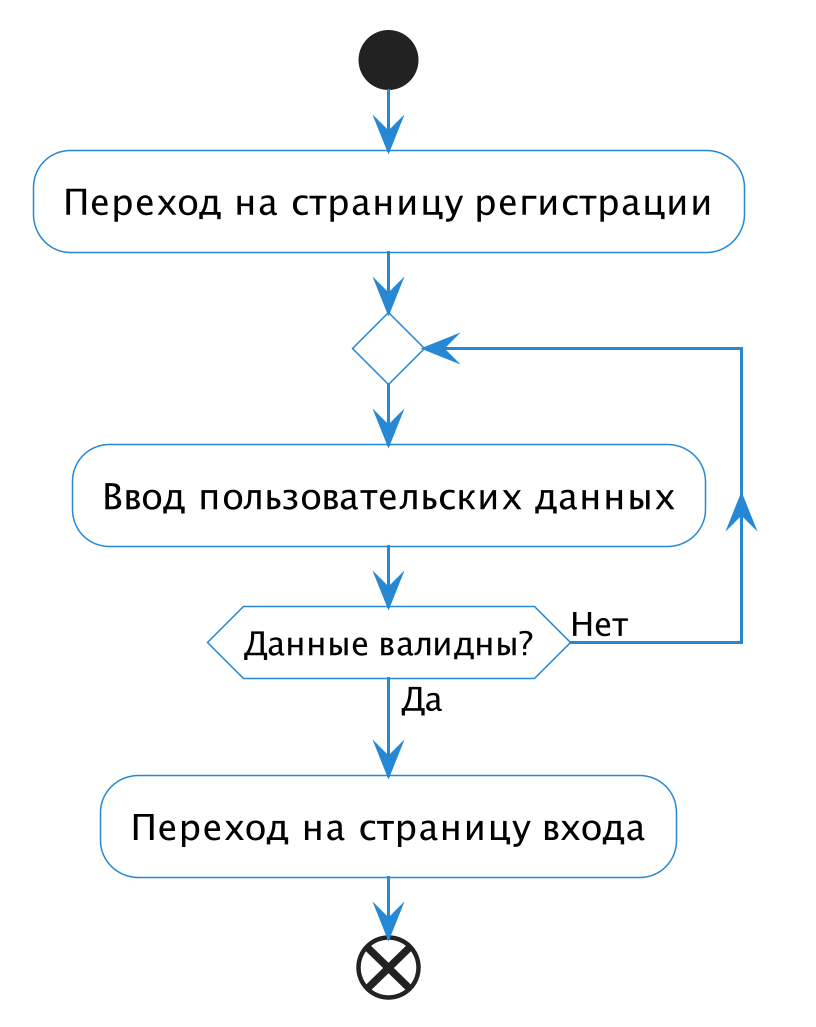 Переход на страницу регистрации
Ввод пользовательских данных
Данные валидны?
Нет
Да
Переход на страницу входа